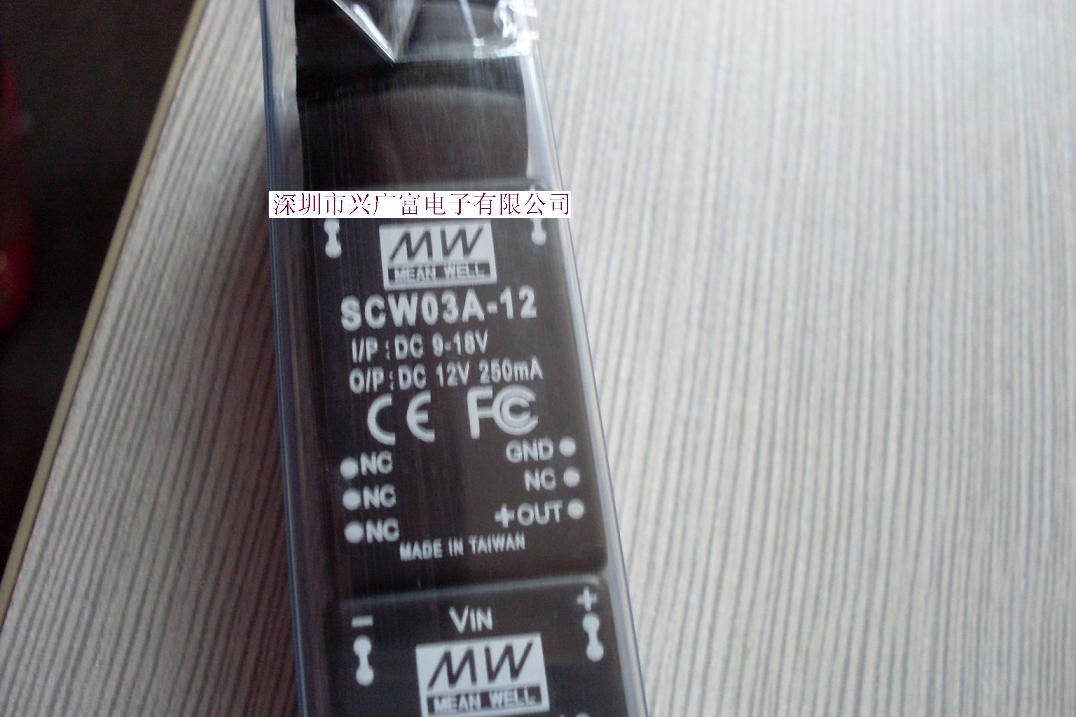 深圳市兴广富电子有限公司
MW
MEAN WELL
SCW03A-12
I/P : DC 9-18V
O/P : DC 12V 250mA
CE FC
NC GND
NC NC
NC +OUT
MADE IN TAIWAN
- VIN +
MW
MEAN WELL